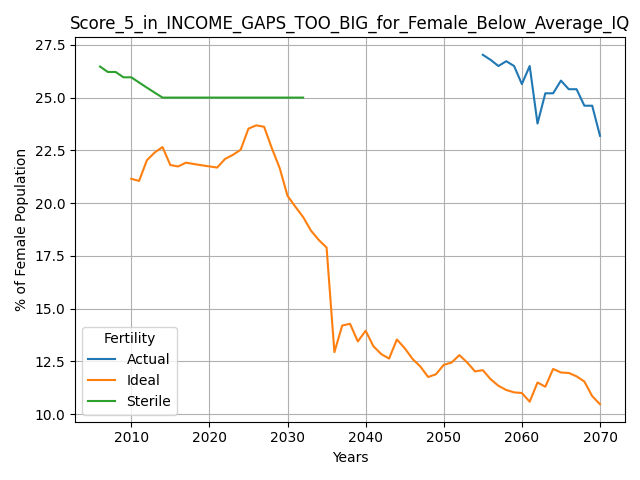 Score_5_in_INCOME_GAPS_TOO_BIG_for_Female_Below_Average_IQ
% of Female Population
27.5
25.0
22.5
20.0
17.5
15.0
12.5
10.0
Fertility
Actual
Ideal
Sterile
2010 2020 2030 2040 2050 2060 2070
Years